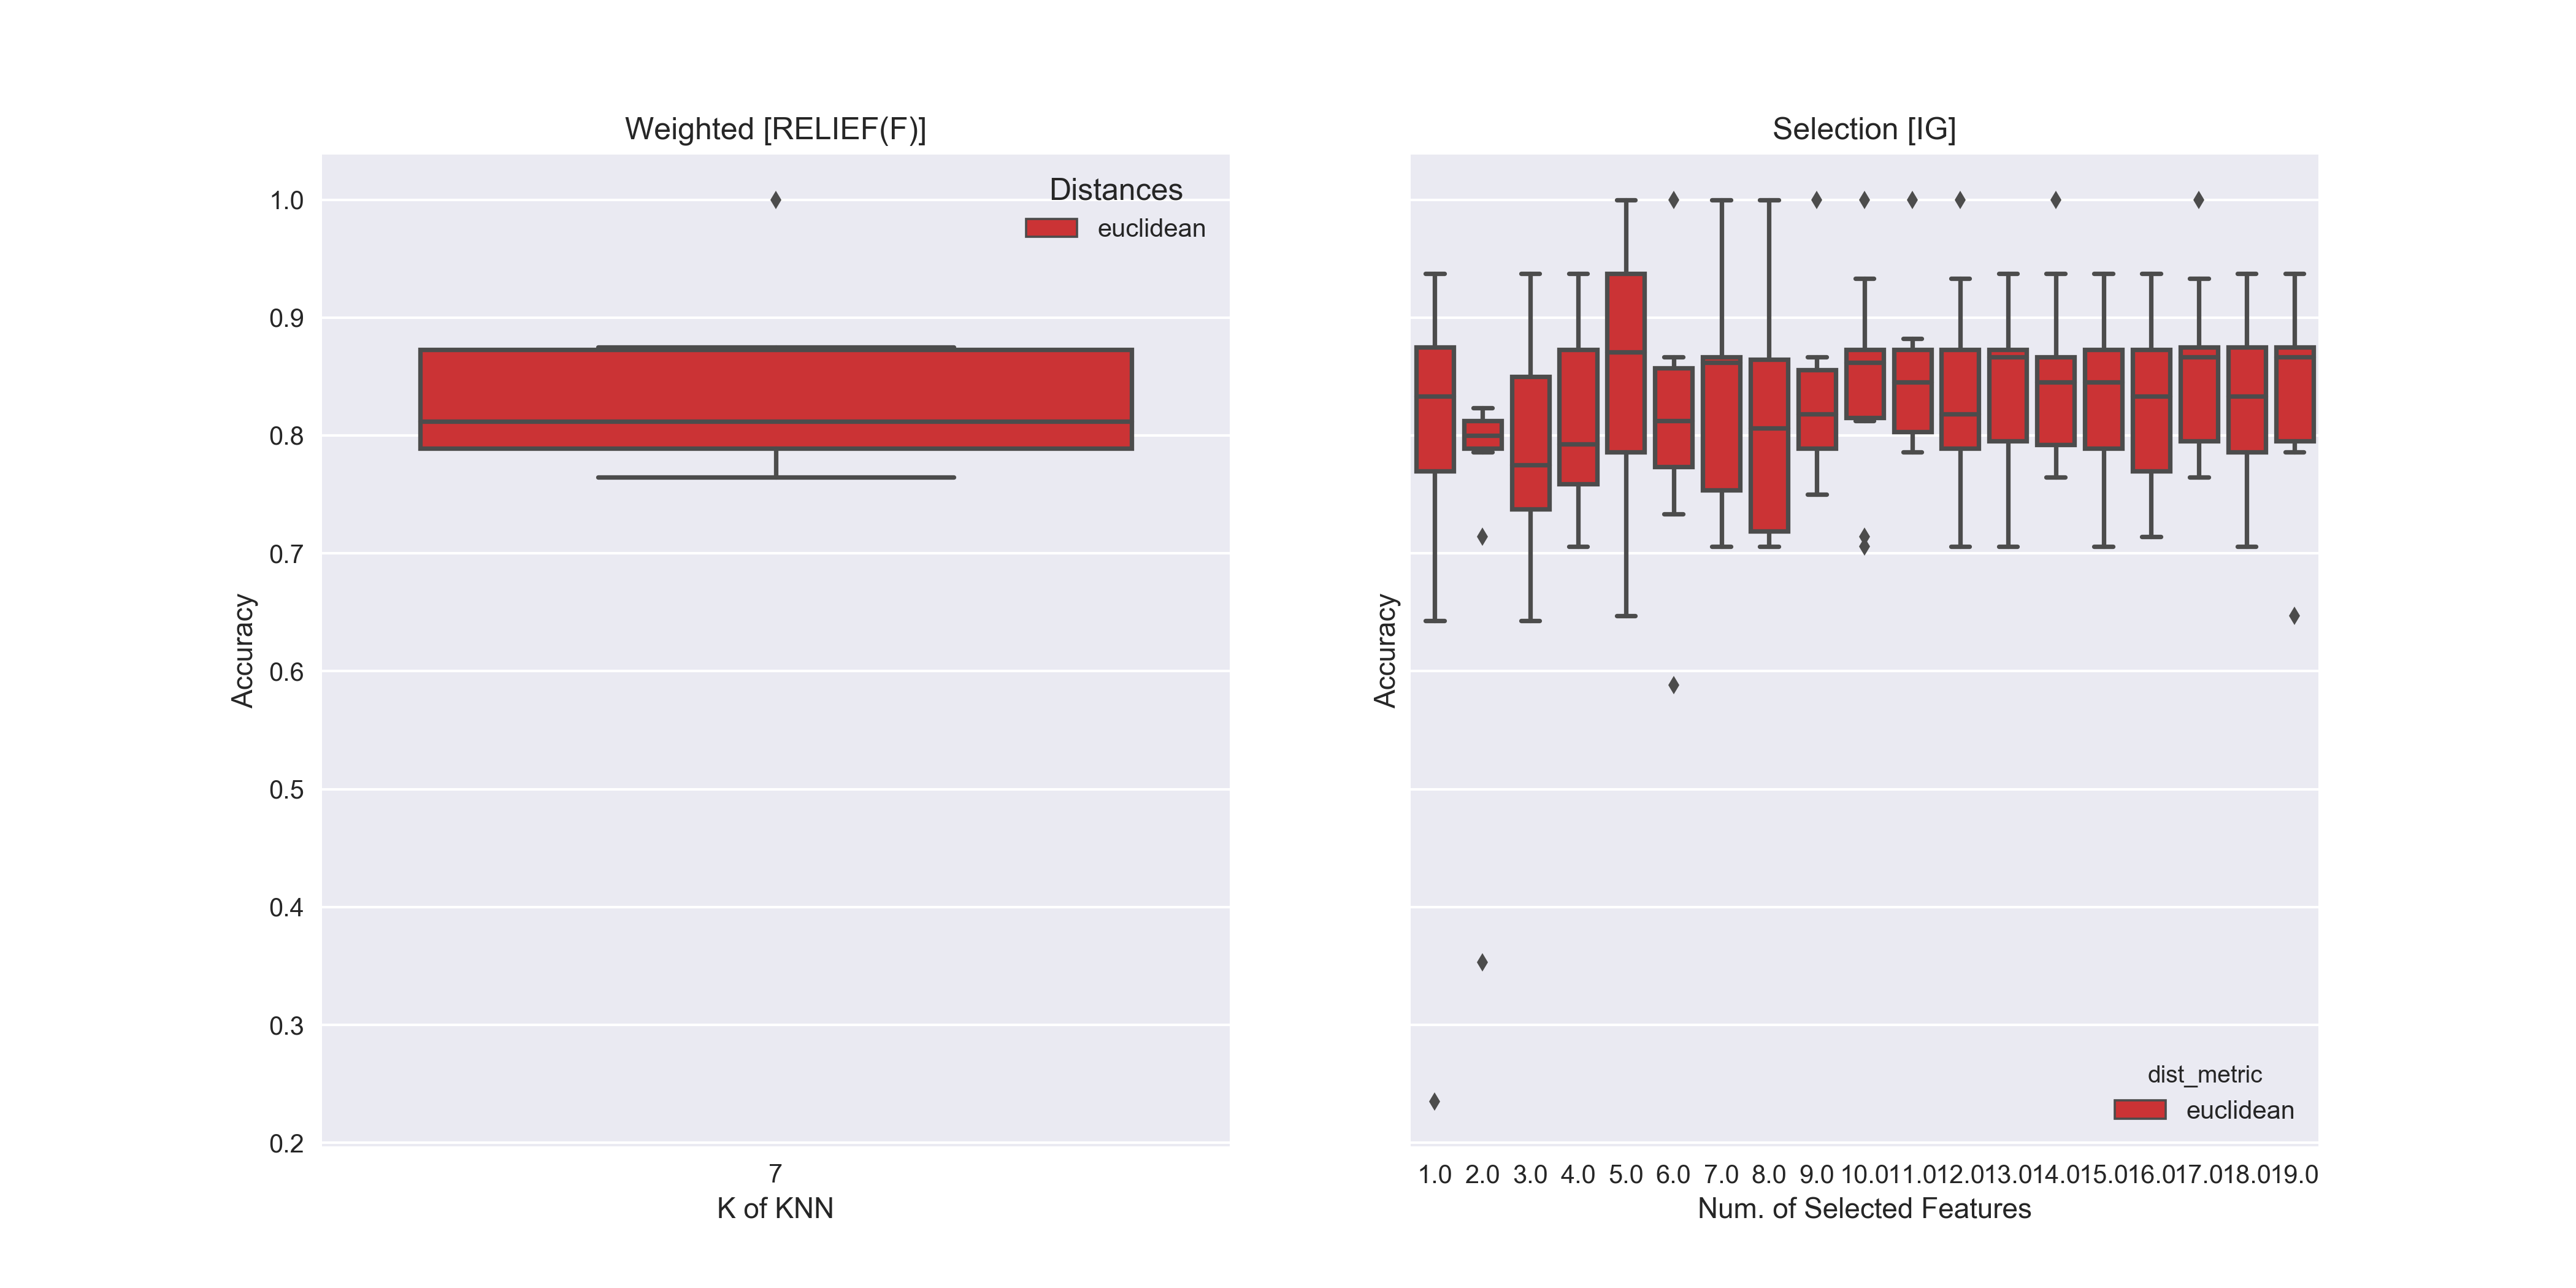 Weighted [RELIEF(F)]
Distances
euclidean
1.0
0.9
0.8
0.7
0.6
0.5
0.4
0.3
0.2
Accuracy
7
K of KNN
Selection [IG]
Accuracy
dist_metric
euclidean
1.0 2.0 3.0 4.0 5.0 6.0 7.0 8.0 9.0 10.0 11.0 12.0 13.0 14.0 15.0 16.0 17.0 18.0 19.0
Num. of Selected Features